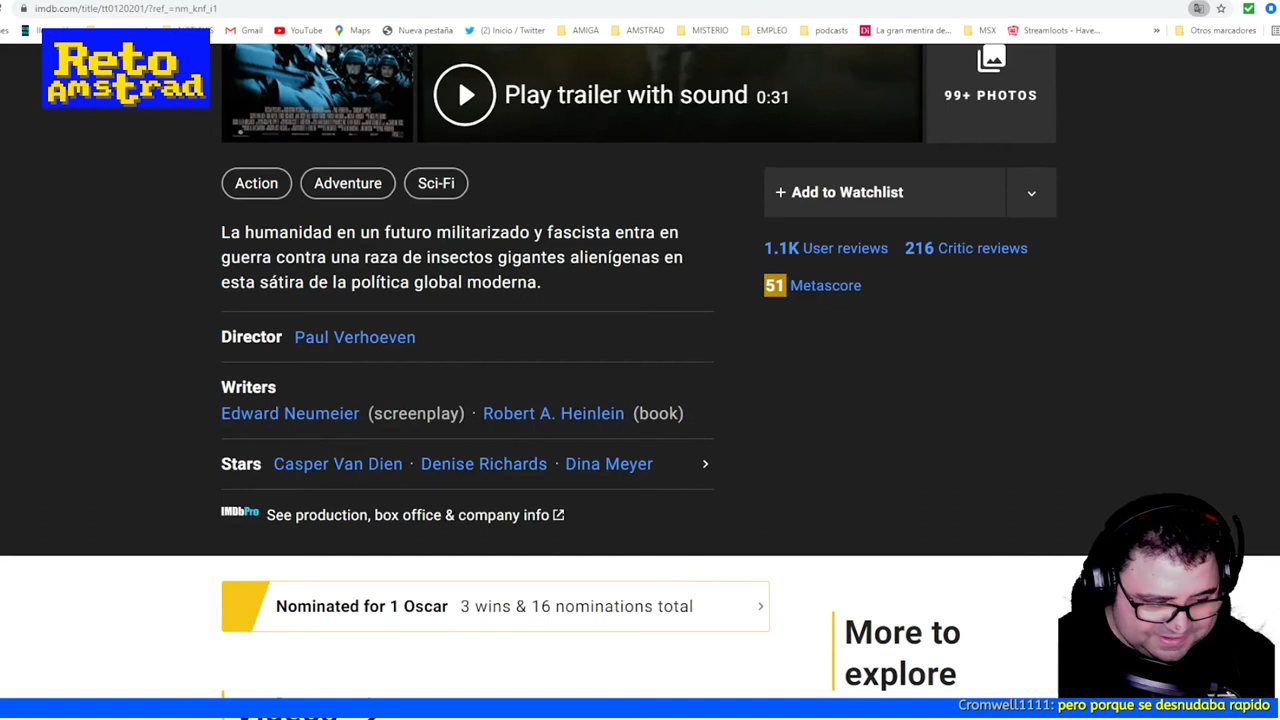 imdb.com/title/tt0120201/?ref_=nm_knf_i1
Gmail YouTube Maps Nueva pestaña (2) Inicio / Twitter AMIGA AMSTRAD MISTERIO EMPLEO podcasts La gran mentira de... MSX Streamloots - Have... » Otros marcadores
Reto
Amstrad
Play trailer with sound 0:31
99+ PHOTOS
Action Adventure Sci-Fi
+ Add to Watchlist
La humanidad en un futuro militarizado y fascista entra en
guerra contra una raza de insectos gigantes alienígenas en
esta sátira de la política global moderna.
1.1K User reviews 216 Critic reviews
51 Metascore
Director Paul Verhoeven
Writers
Edward Neumeier (screenplay) · Robert A. Heinlein (book)
Stars Casper Van Dien · Denise Richards · Dina Meyer
IMDbPro See production, box office & company info
Nominated for 1 Oscar 3 wins & 16 nominations total
More to
explore
Cromwell1111: pero porque se desnudaba rapido